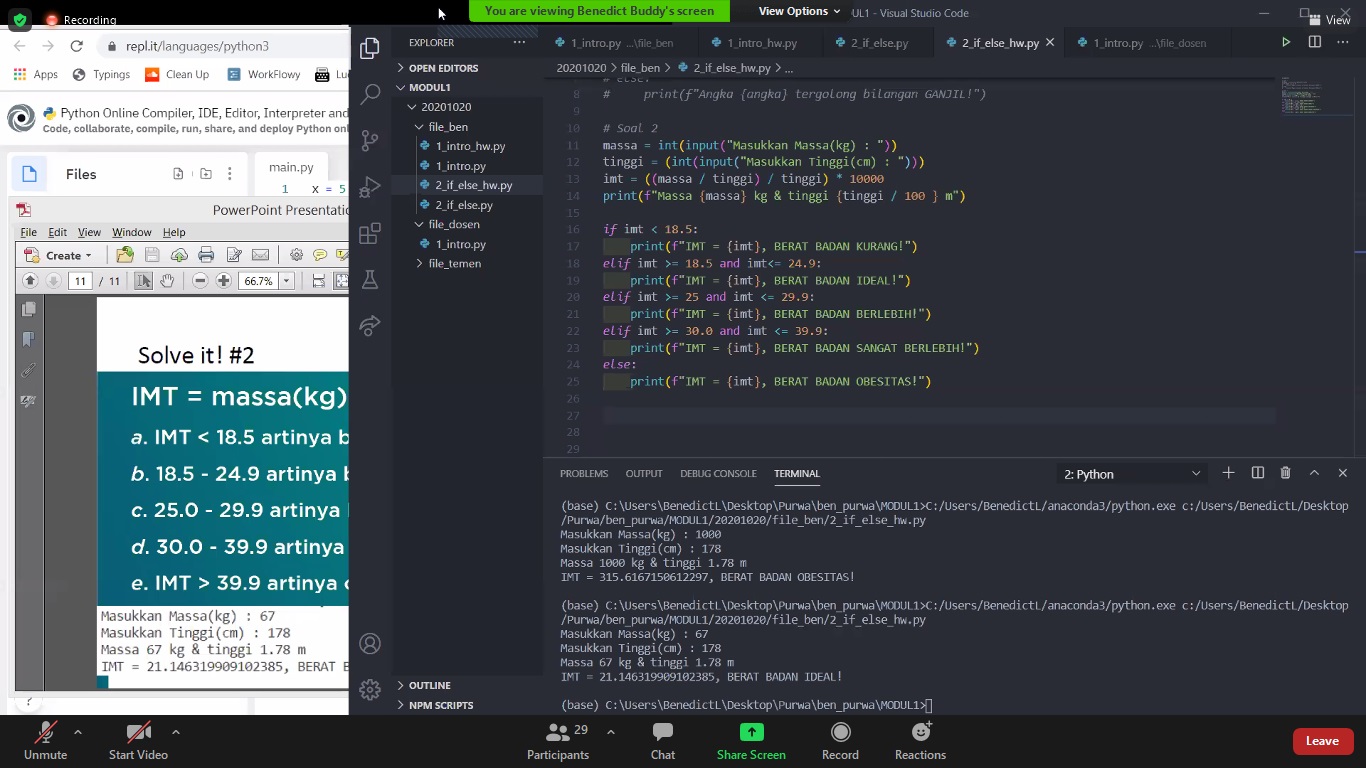 Recording
You are viewing Benedict Buddy's screen
View Options
UL1 - Visual Studio Code
View
repl.it/languages/python3
Apps
Typings
Clean Up
WorkFlowy
Python Online Compiler, IDE, Editor, Interpreter and
Code, collaborate, compile, run, share, and deploy Python onl
Files
main.py
1 x = 5
PowerPoint Presentatio
File Edit View Window Help
Create
11 / 11
66.7%
Solve it! #2
IMT = massa(kg)
a. IMT < 18.5 artinya b
b. 18.5 - 24.9 artinya b
c. 25.0 - 29.9 artinya
d. 30.0 - 39.9 artinya
e. IMT > 39.9 artinya
Masukkan Massa(kg) : 67
Masukkan Tinggi(cm) : 178
Massa 67 kg & tinggi 1.78 m
IMT = 21.146319909102385, BERAT B
EXPLORER
OPEN EDITORS
MODUL1
20201020
file_ben
1_intro_hw.py
1_intro.py
2_if_else_hw.py
2_if_else.py
file_dosen
1_intro.py
file_temen
OUTLINE
NPM SCRIPTS
1_intro.py ...\file_ben
1_intro_hw.py
2_if_else.py
2_if_else_hw.py
1_intro.py ...\file_dosen
20201020 > file_ben > 2_if_else_hw.py > ...
# else:
8 #     print(f"Angka {angka} tergolong bilangan GANJIL!")
9
10 # Soal 2
11 massa = int(input("Masukkan Massa(kg) : "))
12 tinggi = (int(input("Masukkan Tinggi(cm) : ")))
13 imt = ((massa / tinggi) / tinggi) * 10000
14 print(f"Massa {massa} kg & tinggi {tinggi / 100 } m")
15
16 if imt < 18.5:
17     print(f"IMT = {imt}, BERAT BADAN KURANG!")
18 elif imt >= 18.5 and imt<= 24.9:
19     print(f"IMT = {imt}, BERAT BADAN IDEAL!")
20 elif imt >= 25 and imt <= 29.9:
21     print(f"IMT = {imt}, BERAT BADAN BERLEBIH!")
22 elif imt >= 30.0 and imt <= 39.9:
23     print(f"IMT = {imt}, BERAT BADAN SANGAT BERLEBIH!")
24 else:
25     print(f"IMT = {imt}, BERAT BADAN OBESITAS!")
26
27
28
29
PROBLEMS OUTPUT DEBUG CONSOLE TERMINAL
2: Python
(base) C:\Users\BenedictL\Desktop\Purwa\ben_purwa\MODUL1>C:/Users/BenedictL/anaconda3/python.exe c:/Users/BenedictL/Desktop
/Purwa/ben_purwa/MODUL1/20201020/file_ben/2_if_else_hw.py
Masukkan Massa(kg) : 1000
Masukkan Tinggi(cm) : 178
Massa 1000 kg & tinggi 1.78 m
IMT = 315.6167150612297, BERAT BADAN OBESITAS!
(base) C:\Users\BenedictL\Desktop\Purwa\ben_purwa\MODUL1>C:/Users/BenedictL/anaconda3/python.exe c:/Users/BenedictL/Desktop
/Purwa/ben_purwa/MODUL1/20201020/file_ben/2_if_else_hw.py
Masukkan Massa(kg) : 67
Masukkan Tinggi(cm) : 178
Massa 67 kg & tinggi 1.78 m
IMT = 21.146319909102385, BERAT BADAN IDEAL!
(base) C:\Users\BenedictL\Desktop\Purwa\ben_purwa\MODUL1>
Unmute
Start Video
Participants
29
Chat
Share Screen
Record
Reactions
Leave